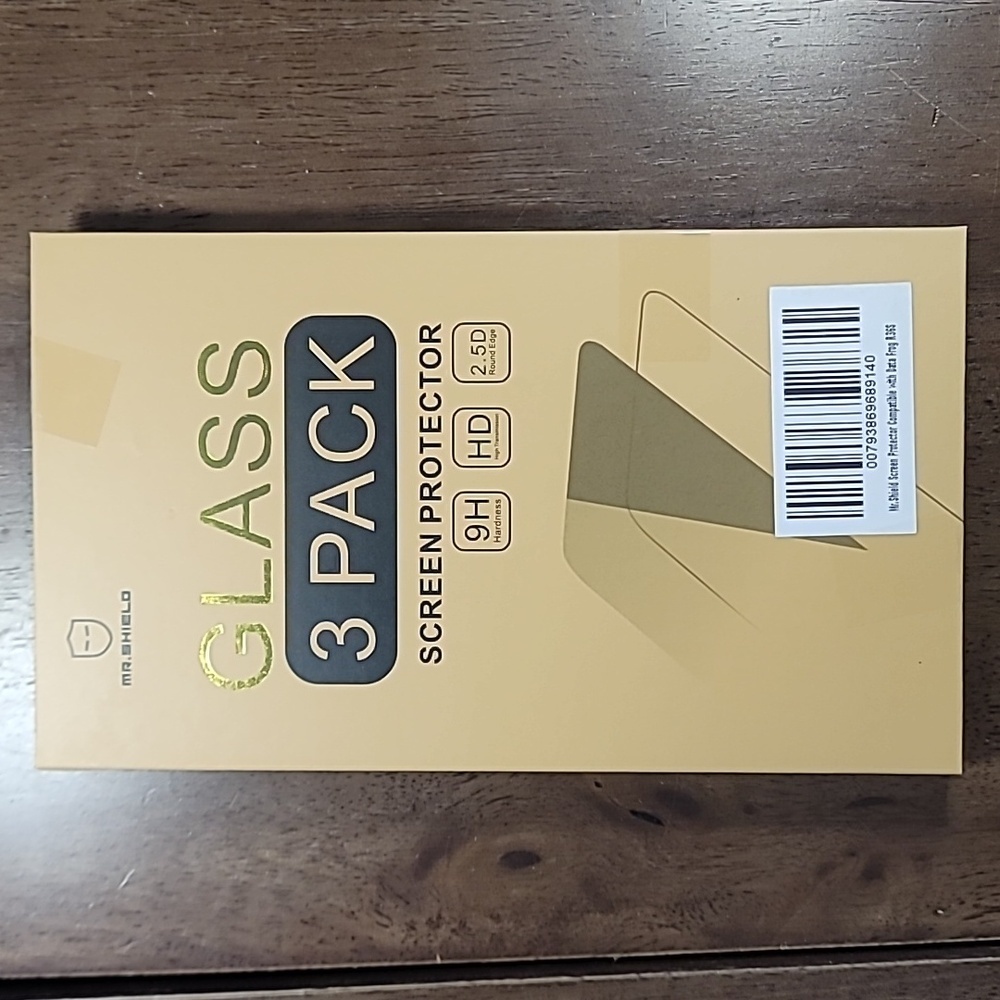 MR.SHIELD
GLASS
3 PACK
SCREEN PROTECTOR
9H
Hardness
HD
High Transmission
2.5D
Round Edge
00793869689140
Mr.Shield Screen Protector Compatible with Data Frog R36S